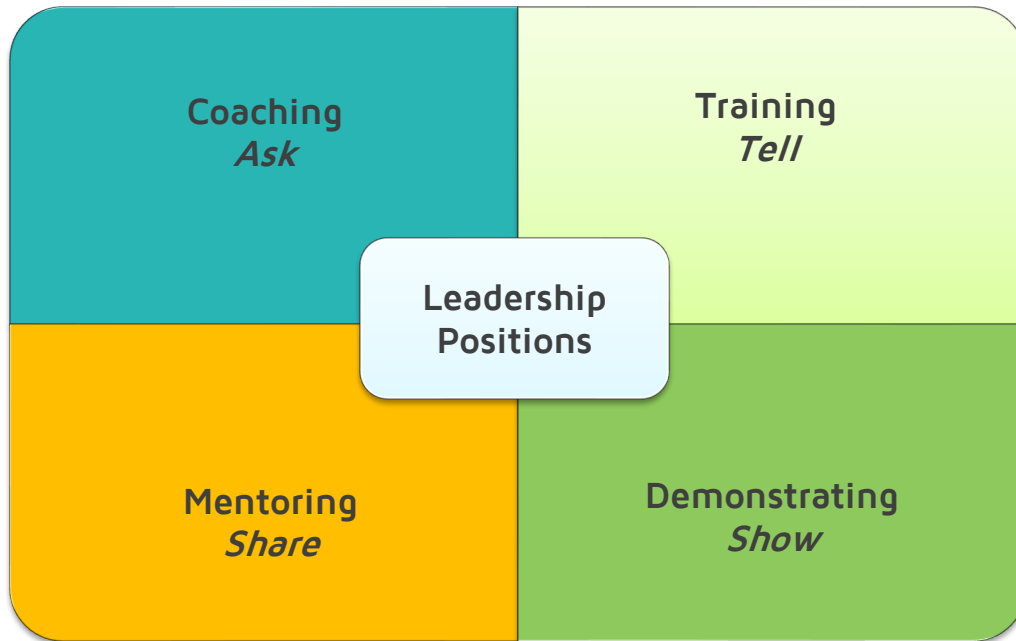 Coaching
Ask
Training
Tell
Leadership
Positions
Mentoring
Share
Demonstrating
Show